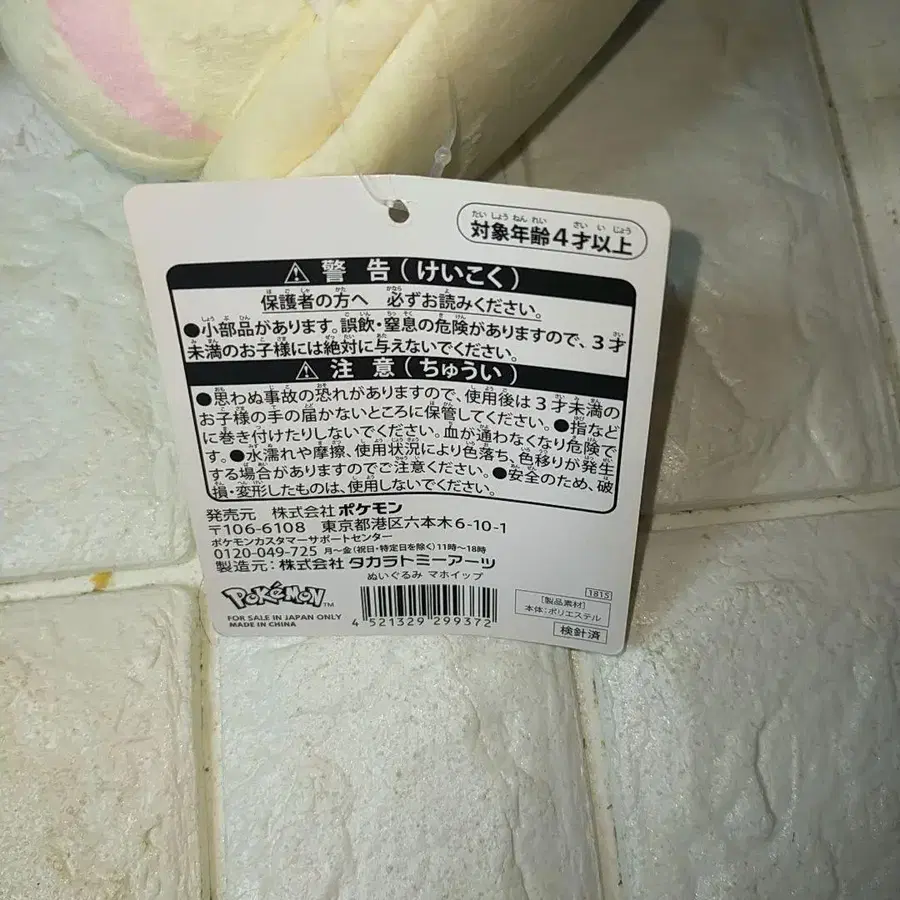 対象年齢4才以上
⚠ 警告(けいこく)
保護者の方へ 必ずお読みください。
●小部品があります。誤飲・窒息の危険がありますので、3才
未満のお子様には絶対に与えないでください。
⚠ 注意(ちゅうい)
●思わぬ事故の恐れがありますので、使用後は3才未満の
お子様の手の届かないところに保管してください。●指など
に巻き付けたりしないでください。血が通わなくなり危険で
す。●水濡れや摩擦、使用状況により色落ち、色移りが発生
する場合がありますのでご注意ください。●安全のため、破
損・変形したものは、使用しないでください。
発売元 株式会社 ポケモン
〒106-6108 東京都港区六本木6-10-1
ポケモンカスタマーサポートセンター
0120-049-725 月~金(祝日・特定日を除く)11時~18時
製造元:株式会社 タカラトミーアーツ
ぬいぐるみ マホイップ
POKÉMON™
FOR SALE IN JAPAN ONLY
MADE IN CHINA
4 521329 299372
1815
[製品素材]
本体:ポリエステル
検針済